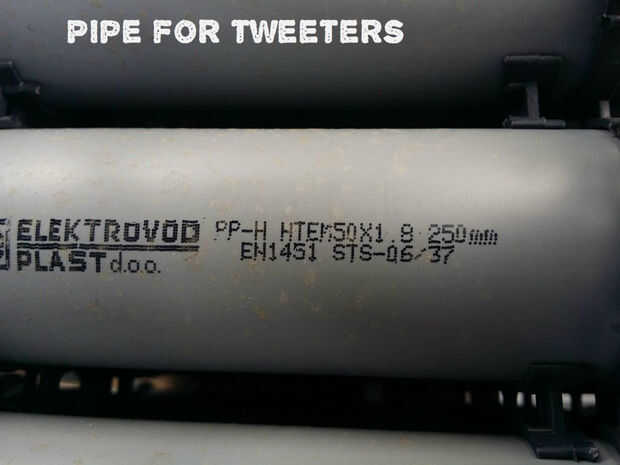 PIPE FOR TWEETERS
ELEKTROVOD PP-H HTEM50X1.8 250mm
PLAST d.o.o. EN1451 STS-06/37